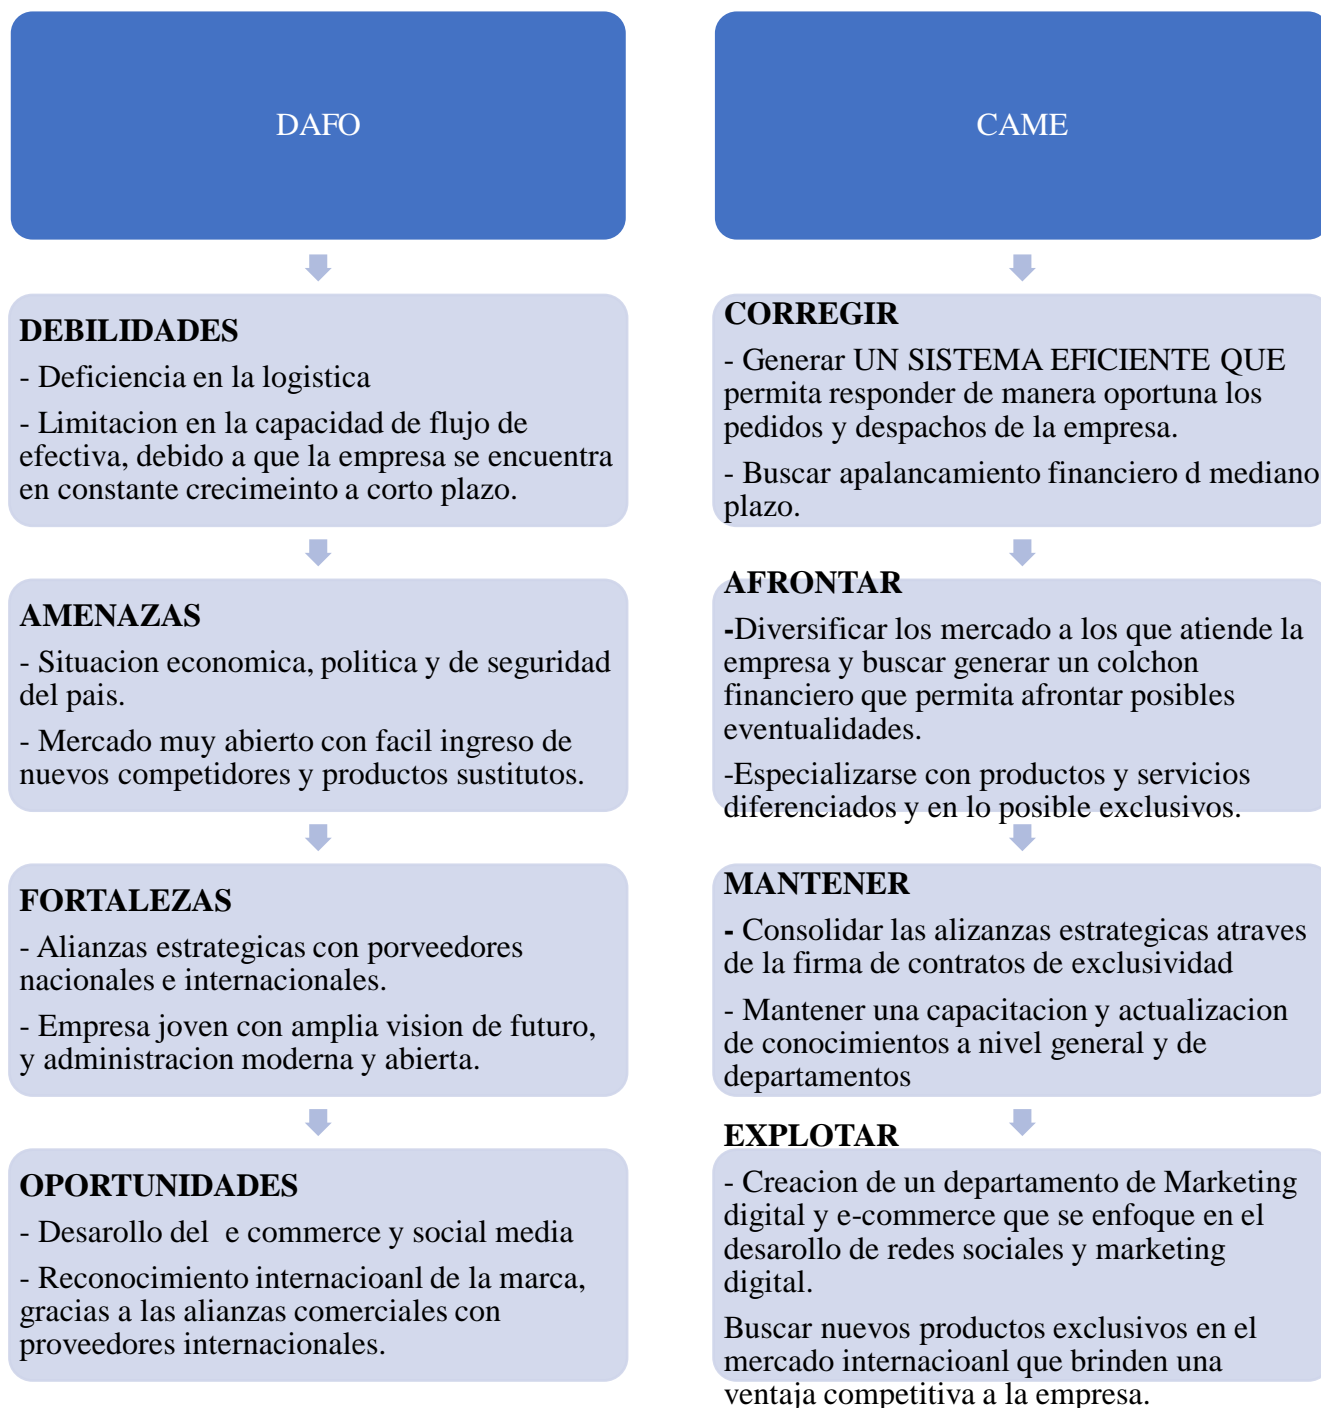 DAFO
DEBILIDADES
- Deficiencia en la logistica
- Limitacion en la capacidad de flujo de
efectiva, debido a que la empresa se encuentra
en constante crecimeinto a corto plazo.
AMENAZAS
- Situacion economica, politica y de seguridad
del pais.
- Mercado muy abierto con facil ingreso de
nuevos competidores y productos sustitutos.
FORTALEZAS
- Alianzas estrategicas con porveedores
nacionales e internacionales.
- Empresa joven con amplia vision de futuro,
y administracion moderna y abierta.
OPORTUNIDADES
- Desarollo del  e commerce y social media
- Reconocimiento internacioanl de la marca,
gracias a las alianzas comerciales con
proveedores internacionales.
CAME
CORREGIR
- Generar UN SISTEMA EFICIENTE QUE
permita responder de manera oportuna los
pedidos y despachos de la empresa.
- Buscar apalancamiento financiero d mediano
plazo.
AFRONTAR
-Diversificar los mercado a los que atiende la
empresa y buscar generar un colchon
financiero que permita afrontar posibles
eventualidades.
-Especializarse con productos y servicios
diferenciados y en lo posible exclusivos.
MANTENER
- Consolidar las alizanzas estrategicas atraves
de la firma de contratos de exclusividad
- Mantener una capacitacion y actualizacion
de conocimientos a nivel general y de
departamentos
EXPLOTAR
- Creacion de un departamento de Marketing
digital y e-commerce que se enfoque en el
desarollo de redes sociales y marketing
digital.
Buscar nuevos productos exclusivos en el
mercado internacioanl que brinden una
ventaja competitiva a la empresa.